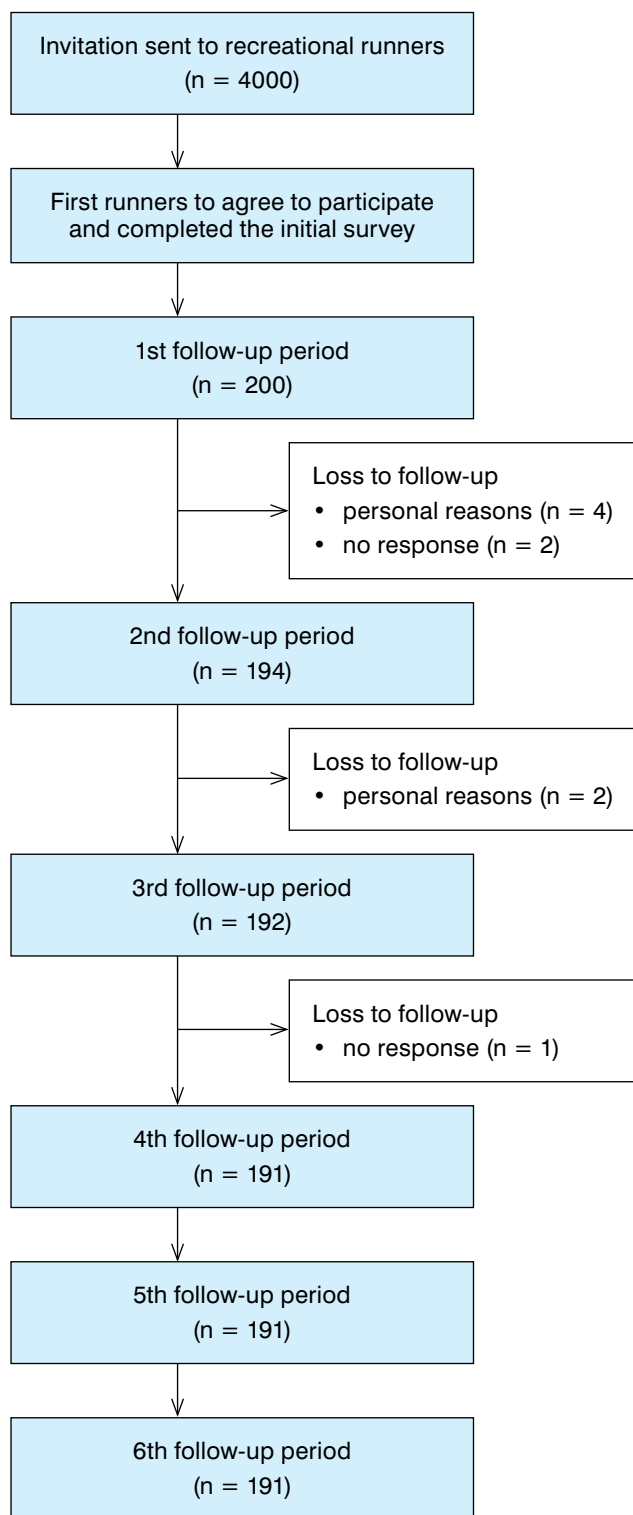 Invitation sent to recreational runners
(n = 4000)
First runners to agree to participate
and completed the initial survey
1st follow-up period
(n = 200)
Loss to follow-up
• personal reasons (n = 4)
• no response (n = 2)
2nd follow-up period
(n = 194)
Loss to follow-up
• personal reasons (n = 2)
3rd follow-up period
(n = 192)
Loss to follow-up
• no response (n = 1)
4th follow-up period
(n = 191)
5th follow-up period
(n = 191)
6th follow-up period
(n = 191)